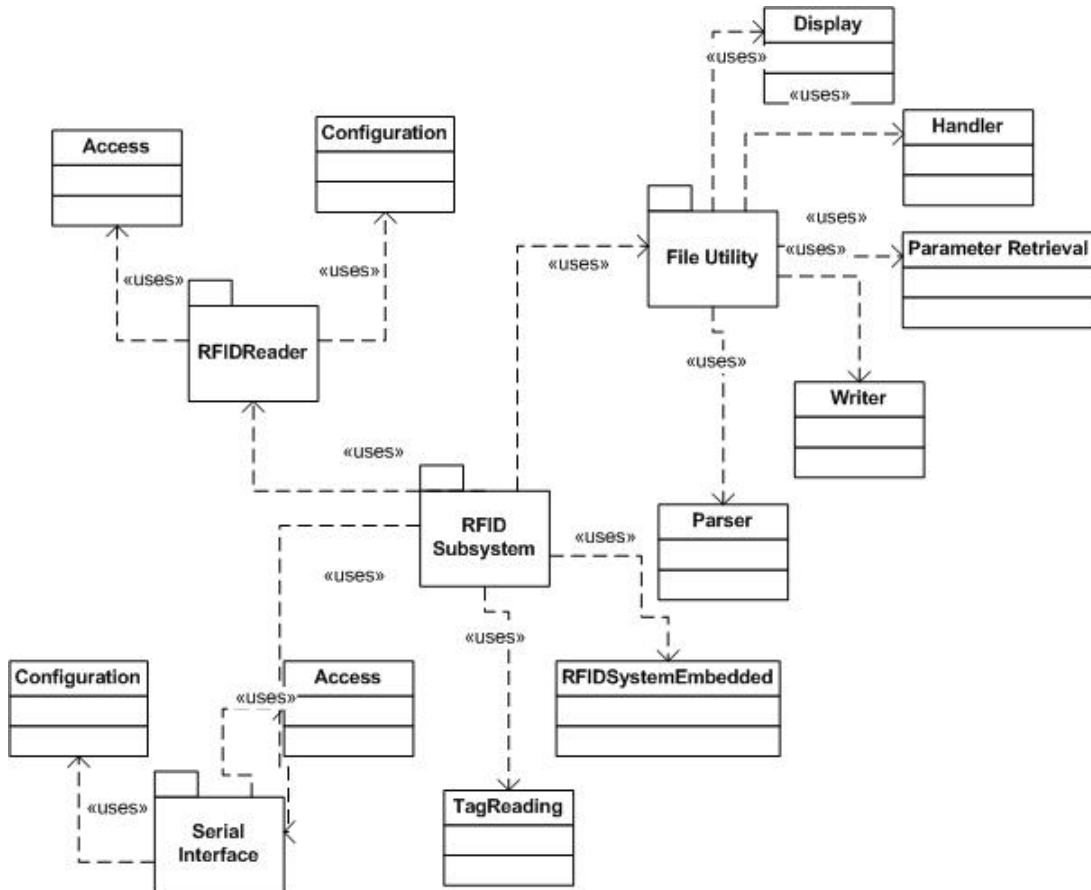 Display
«uses»
«uses»
Configuration
Handler
Access
«uses»
File Utility
«uses»
Parameter Retrieval
«uses»
«uses»
«uses»
RFIDReader
«uses»
Writer
«uses»
RFID
Subsystem
Parser
«uses»
«uses»
«uses»
Configuration
Access
RFIDSystemEmbedded
«uses»
«uses»
TagReading
Serial
Interface